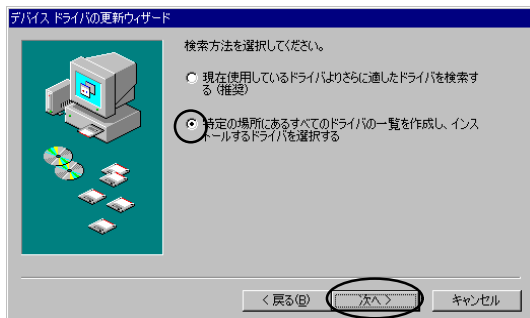 デバイス ドライバの更新ウィザード
検索方法を選択してください。
現在使用しているドライバよりさらに適したドライバを検索す
る (推奨)
特定の場所にあるすべてのドライバの一覧を作成し、インス
トールするドライバを選択する
< 戻る(B)
次へ >
キャンセル